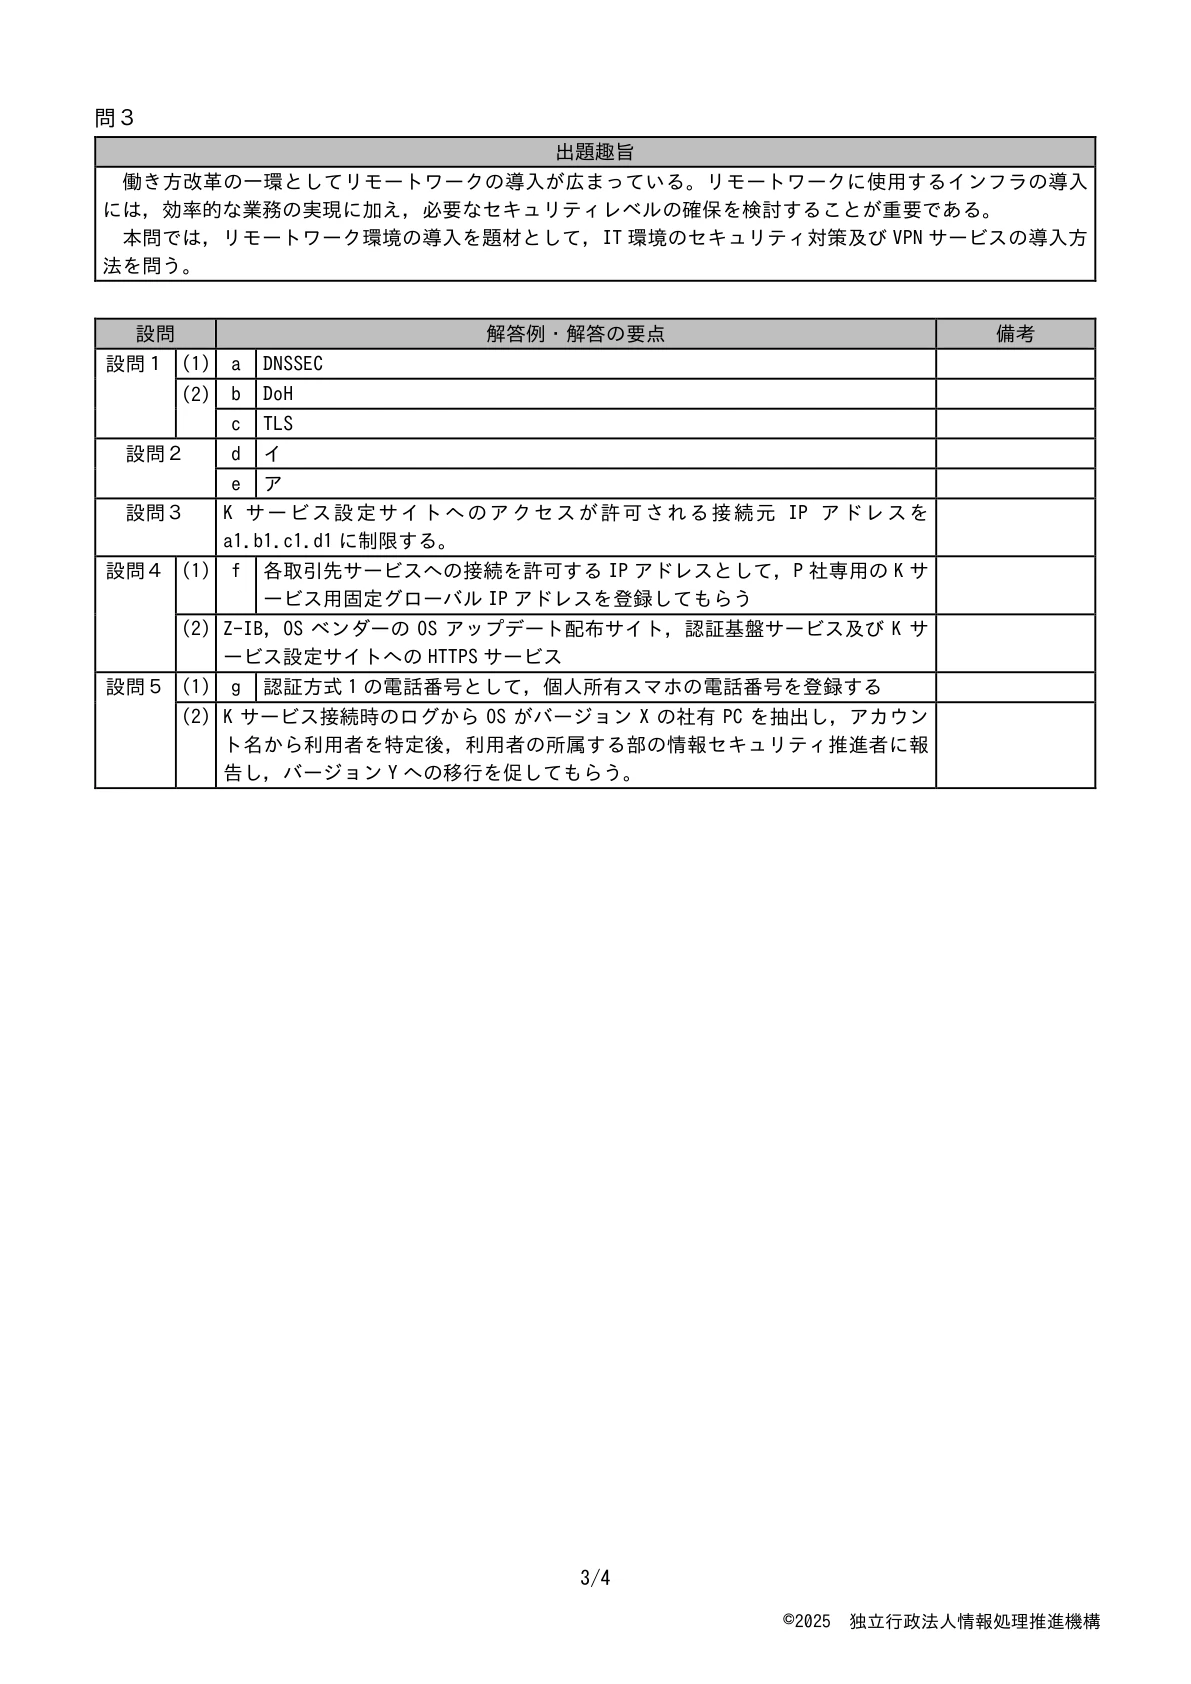 問３
出題趣旨
働き方改革の一環としてリモートワークの導入が広まっている。リモートワークに使用するインフラの導入
には，効率的な業務の実現に加え，必要なセキュリティレベルの確保を検討することが重要である。
本問では，リモートワーク環境の導入を題材として，IT 環境のセキュリティ対策及び VPN サービスの導入方
法を問う。
設問 解答例・解答の要点 備考
設問１ (1) a DNSSEC
(2) b DoH
c TLS
設問２ d イ
e ア
設問３ K サービス設定サイトへのアクセスが許可される接続元 IP アドレスを
a1.b1.c1.d1 に制限する。
設問４ (1) f 各取引先サービスへの接続を許可する IP アドレスとして，P 社専用の K サ
ービス用固定グローバル IP アドレスを登録してもらう
(2) Z-IB，OS ベンダーの OS アップデート配布サイト，認証基盤サービス及び K サ
ービス設定サイトへの HTTPS サービス
設問５ (1) g 認証方式 1 の電話番号として，個人所有スマホの電話番号を登録する
(2) K サービス接続時のログから OS がバージョン X の社有 PC を抽出し，アカウン
ト名から利用者を特定後，利用者の所属する部の情報セキュリティ推進者に報
告し，バージョン Y への移行を促してもらう。
3/4
©2025　独立行政法人情報処理推進機構